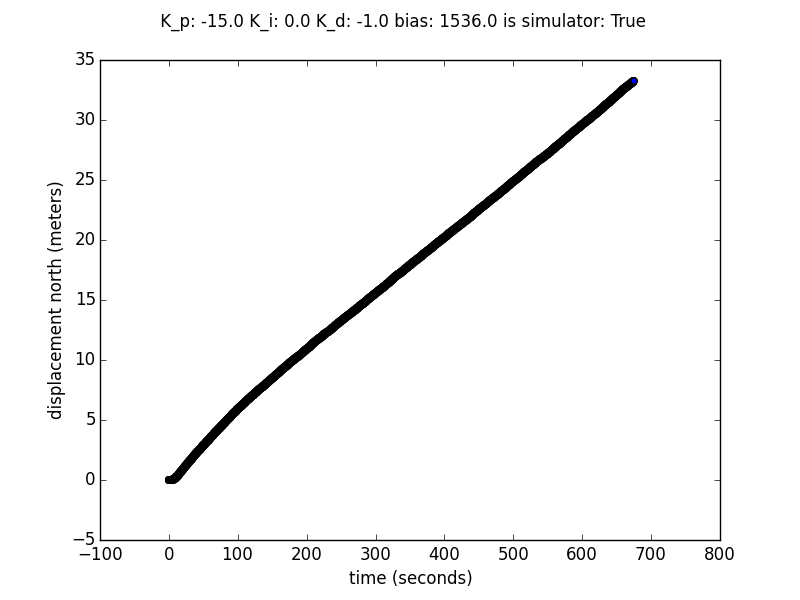 K_p: -15.0 K_i: 0.0 K_d: -1.0 bias: 1536.0 is simulator: True
35
30
25
20
15
10
5
0
−5
displacement north (meters)
−100 0 100 200 300 400 500 600 700 800
time (seconds)